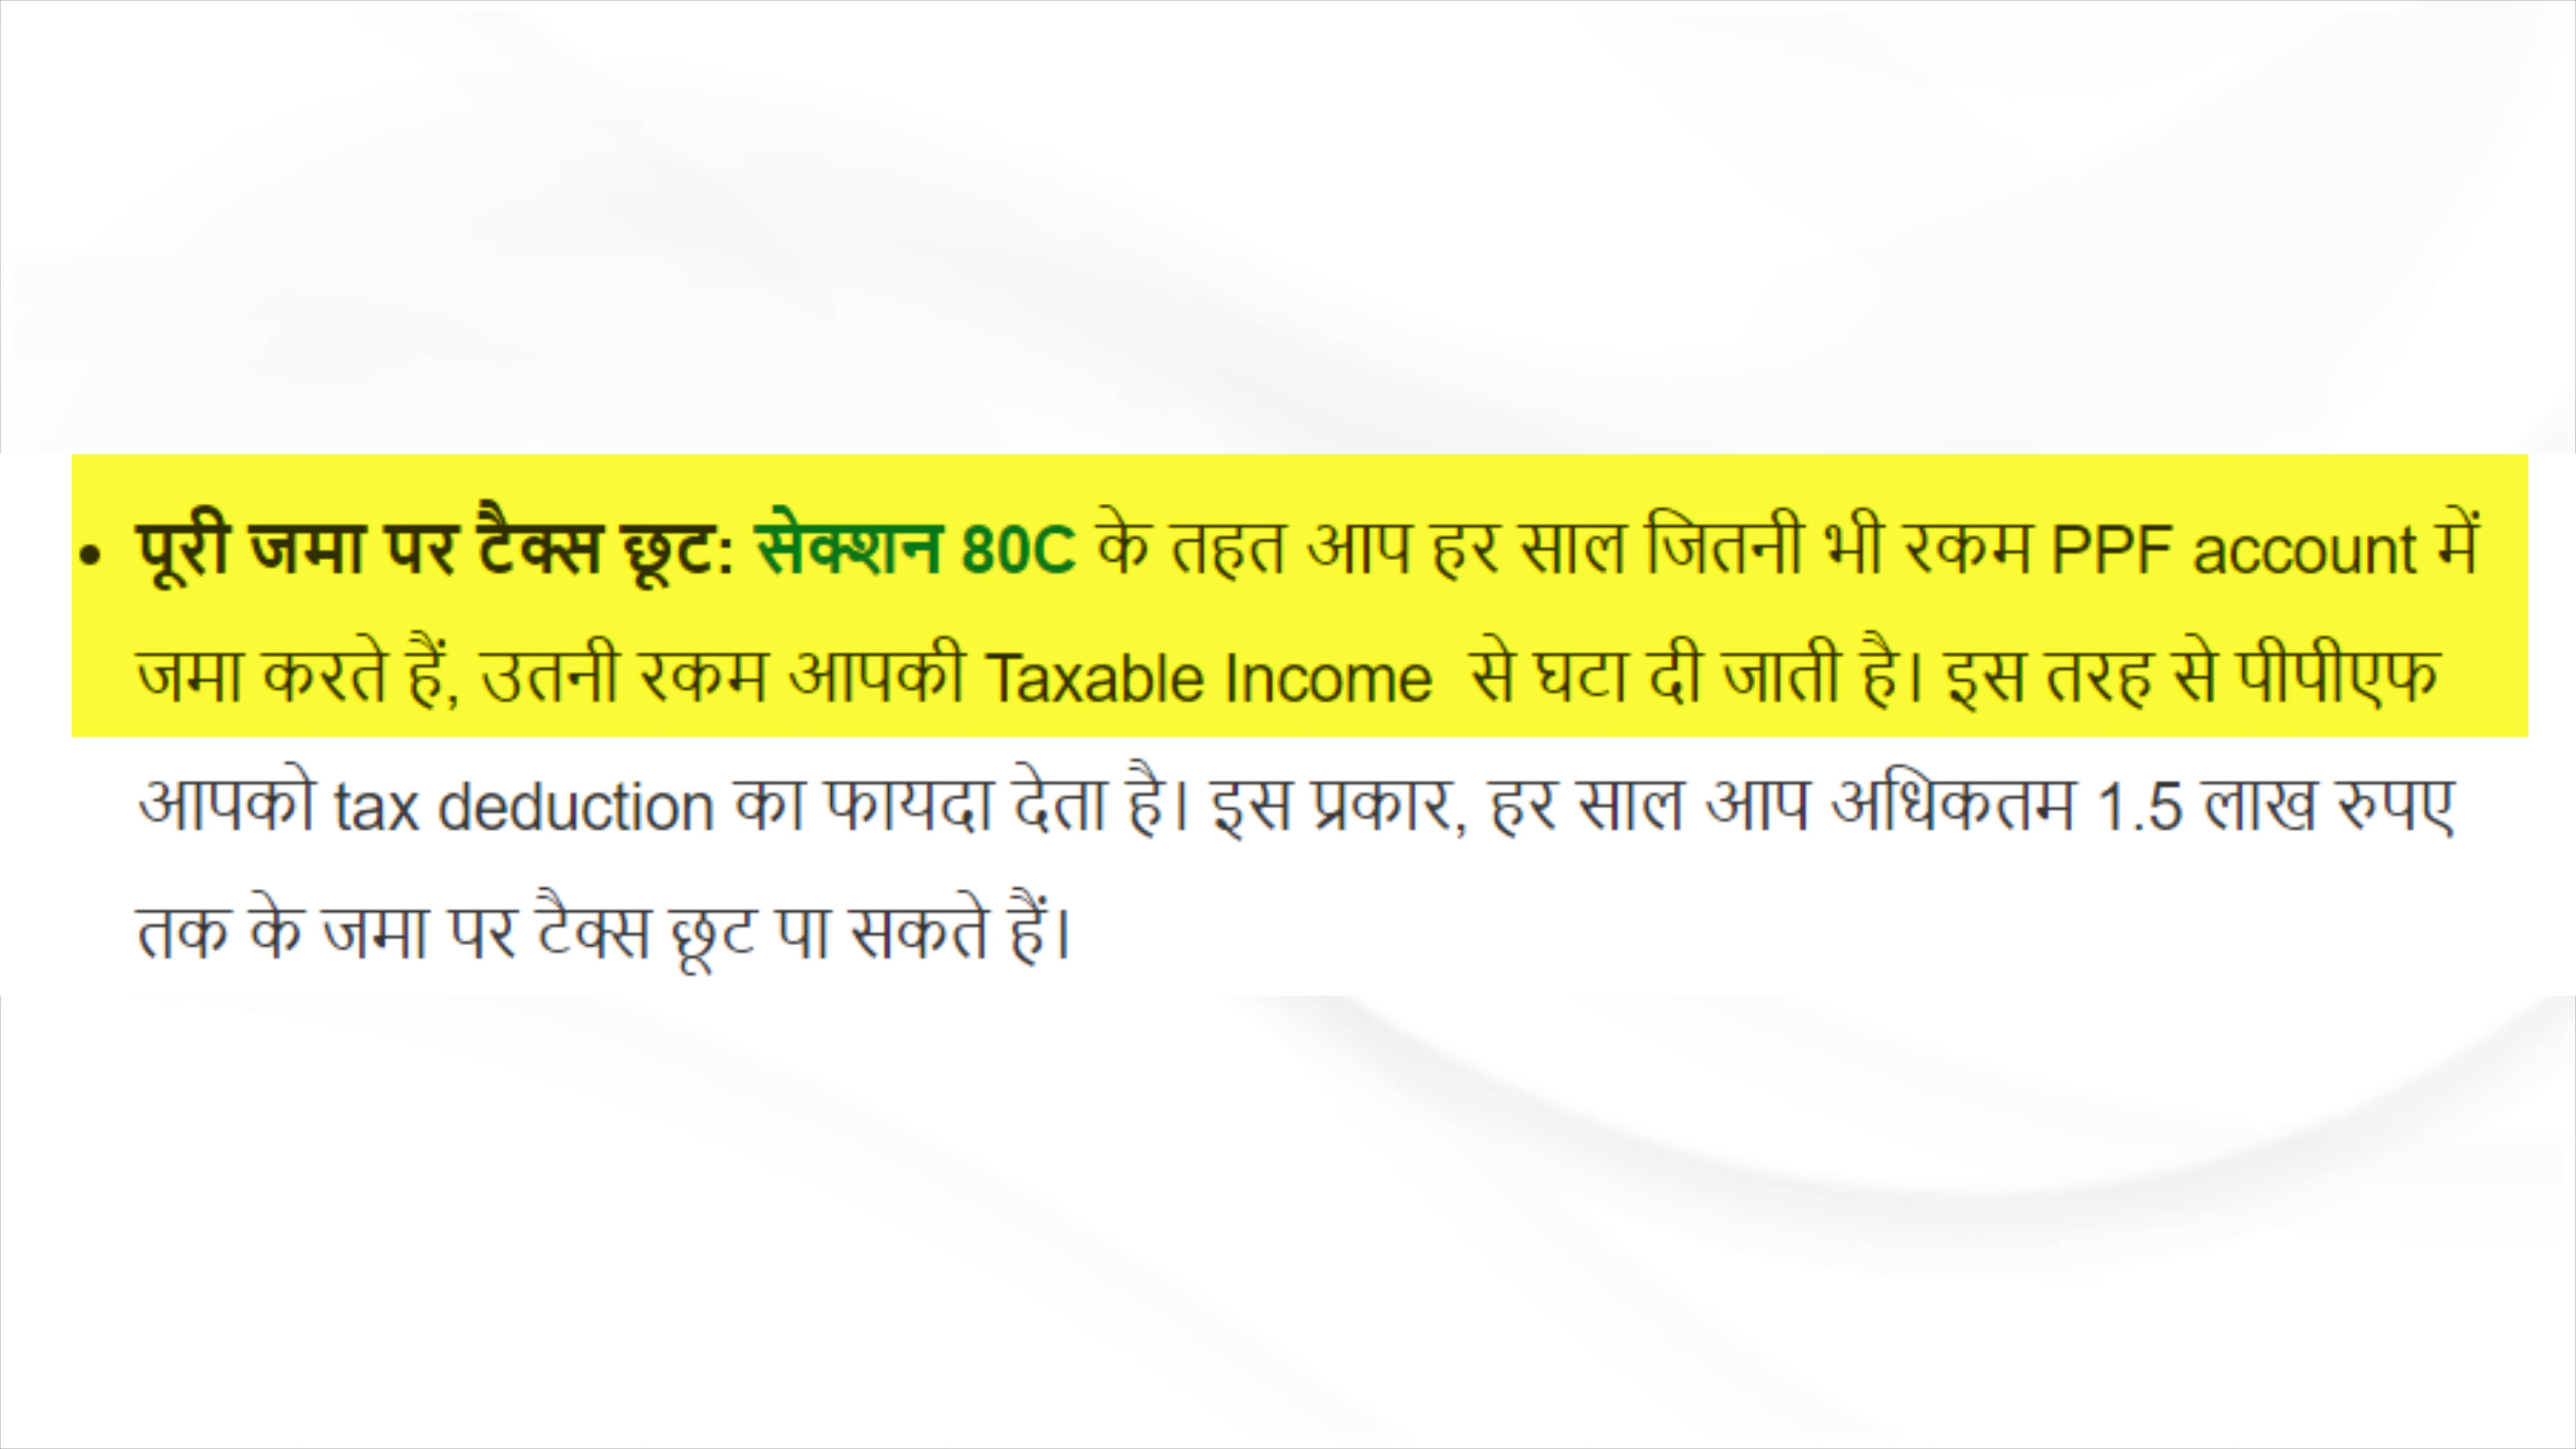 • पूरी जमा पर टैक्स छूट: सेक्शन 80C के तहत आप हर साल जितनी भी रकम PPF account में
जमा करते हैं, उतनी रकम आपकी Taxable Income से घटा दी जाती है। इस तरह से पीपीएफ
आपको tax deduction का फायदा देता है। इस प्रकार, हर साल आप अधिकतम 1.5 लाख रुपए
तक के जमा पर टैक्स छूट पा सकते हैं।